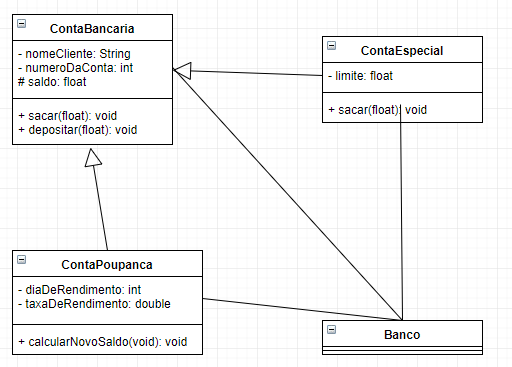 ContaBancaria
- nomeCliente: String
- numeroDaConta: int
# saldo: float
+ sacar(float): void
+ depositar(float): void
ContaEspecial
- limite: float
+ sacar(float): void
ContaPoupanca
- diaDeRendimento: int
- taxaDeRendimento: double
+ calcularNovoSaldo(void): void
Banco